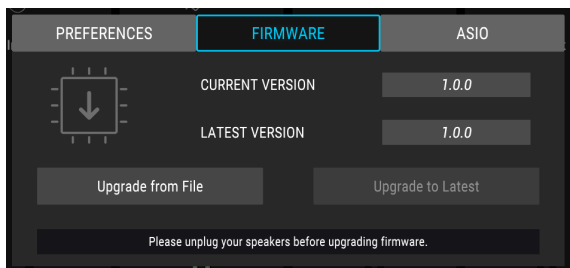 PREFERENCES FIRMWARE ASIO
CURRENT VERSION 1.0.0
LATEST VERSION 1.0.0
Upgrade from File Upgrade to Latest
Please unplug your speakers before upgrading firmware.